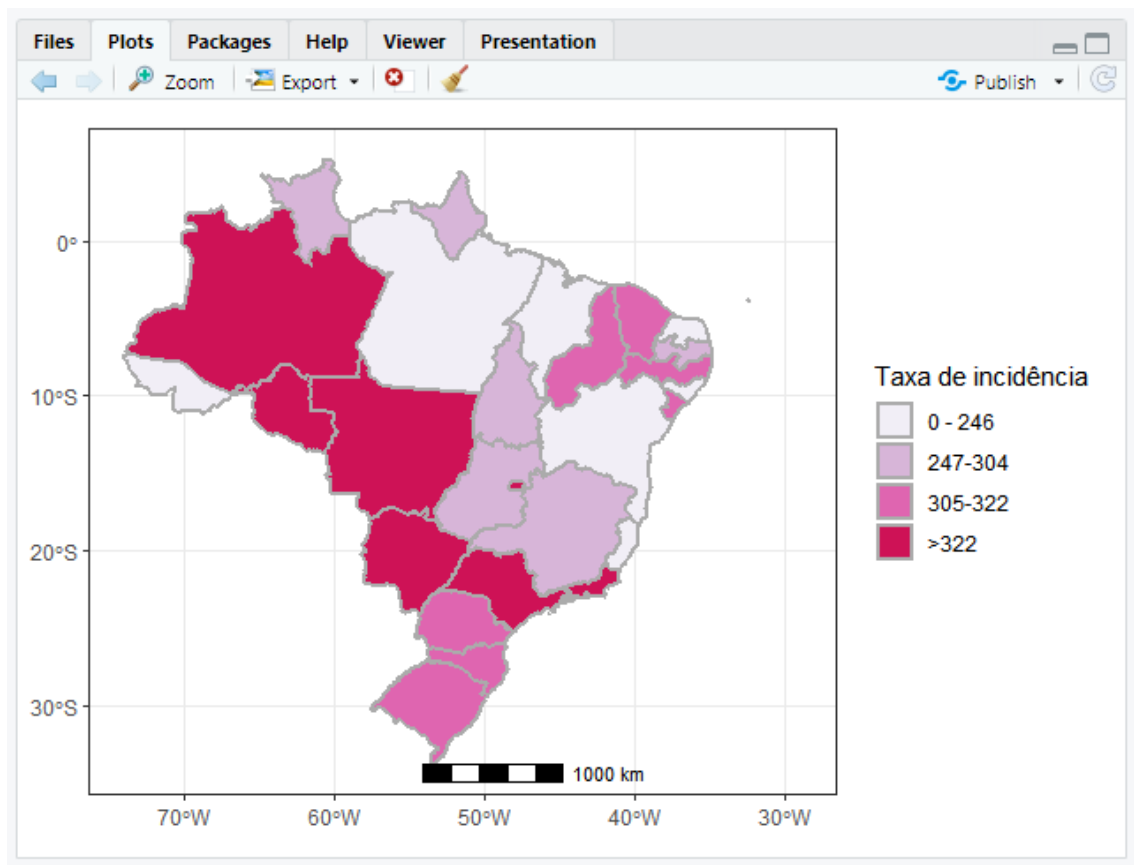 Files Plots Packages Help Viewer Presentation
Zoom Export Publish
0°
10°S
20°S
30°S
1000 km
70°W 60°W 50°W 40°W 30°W
Taxa de incidência
0 - 246
247-304
305-322
>322